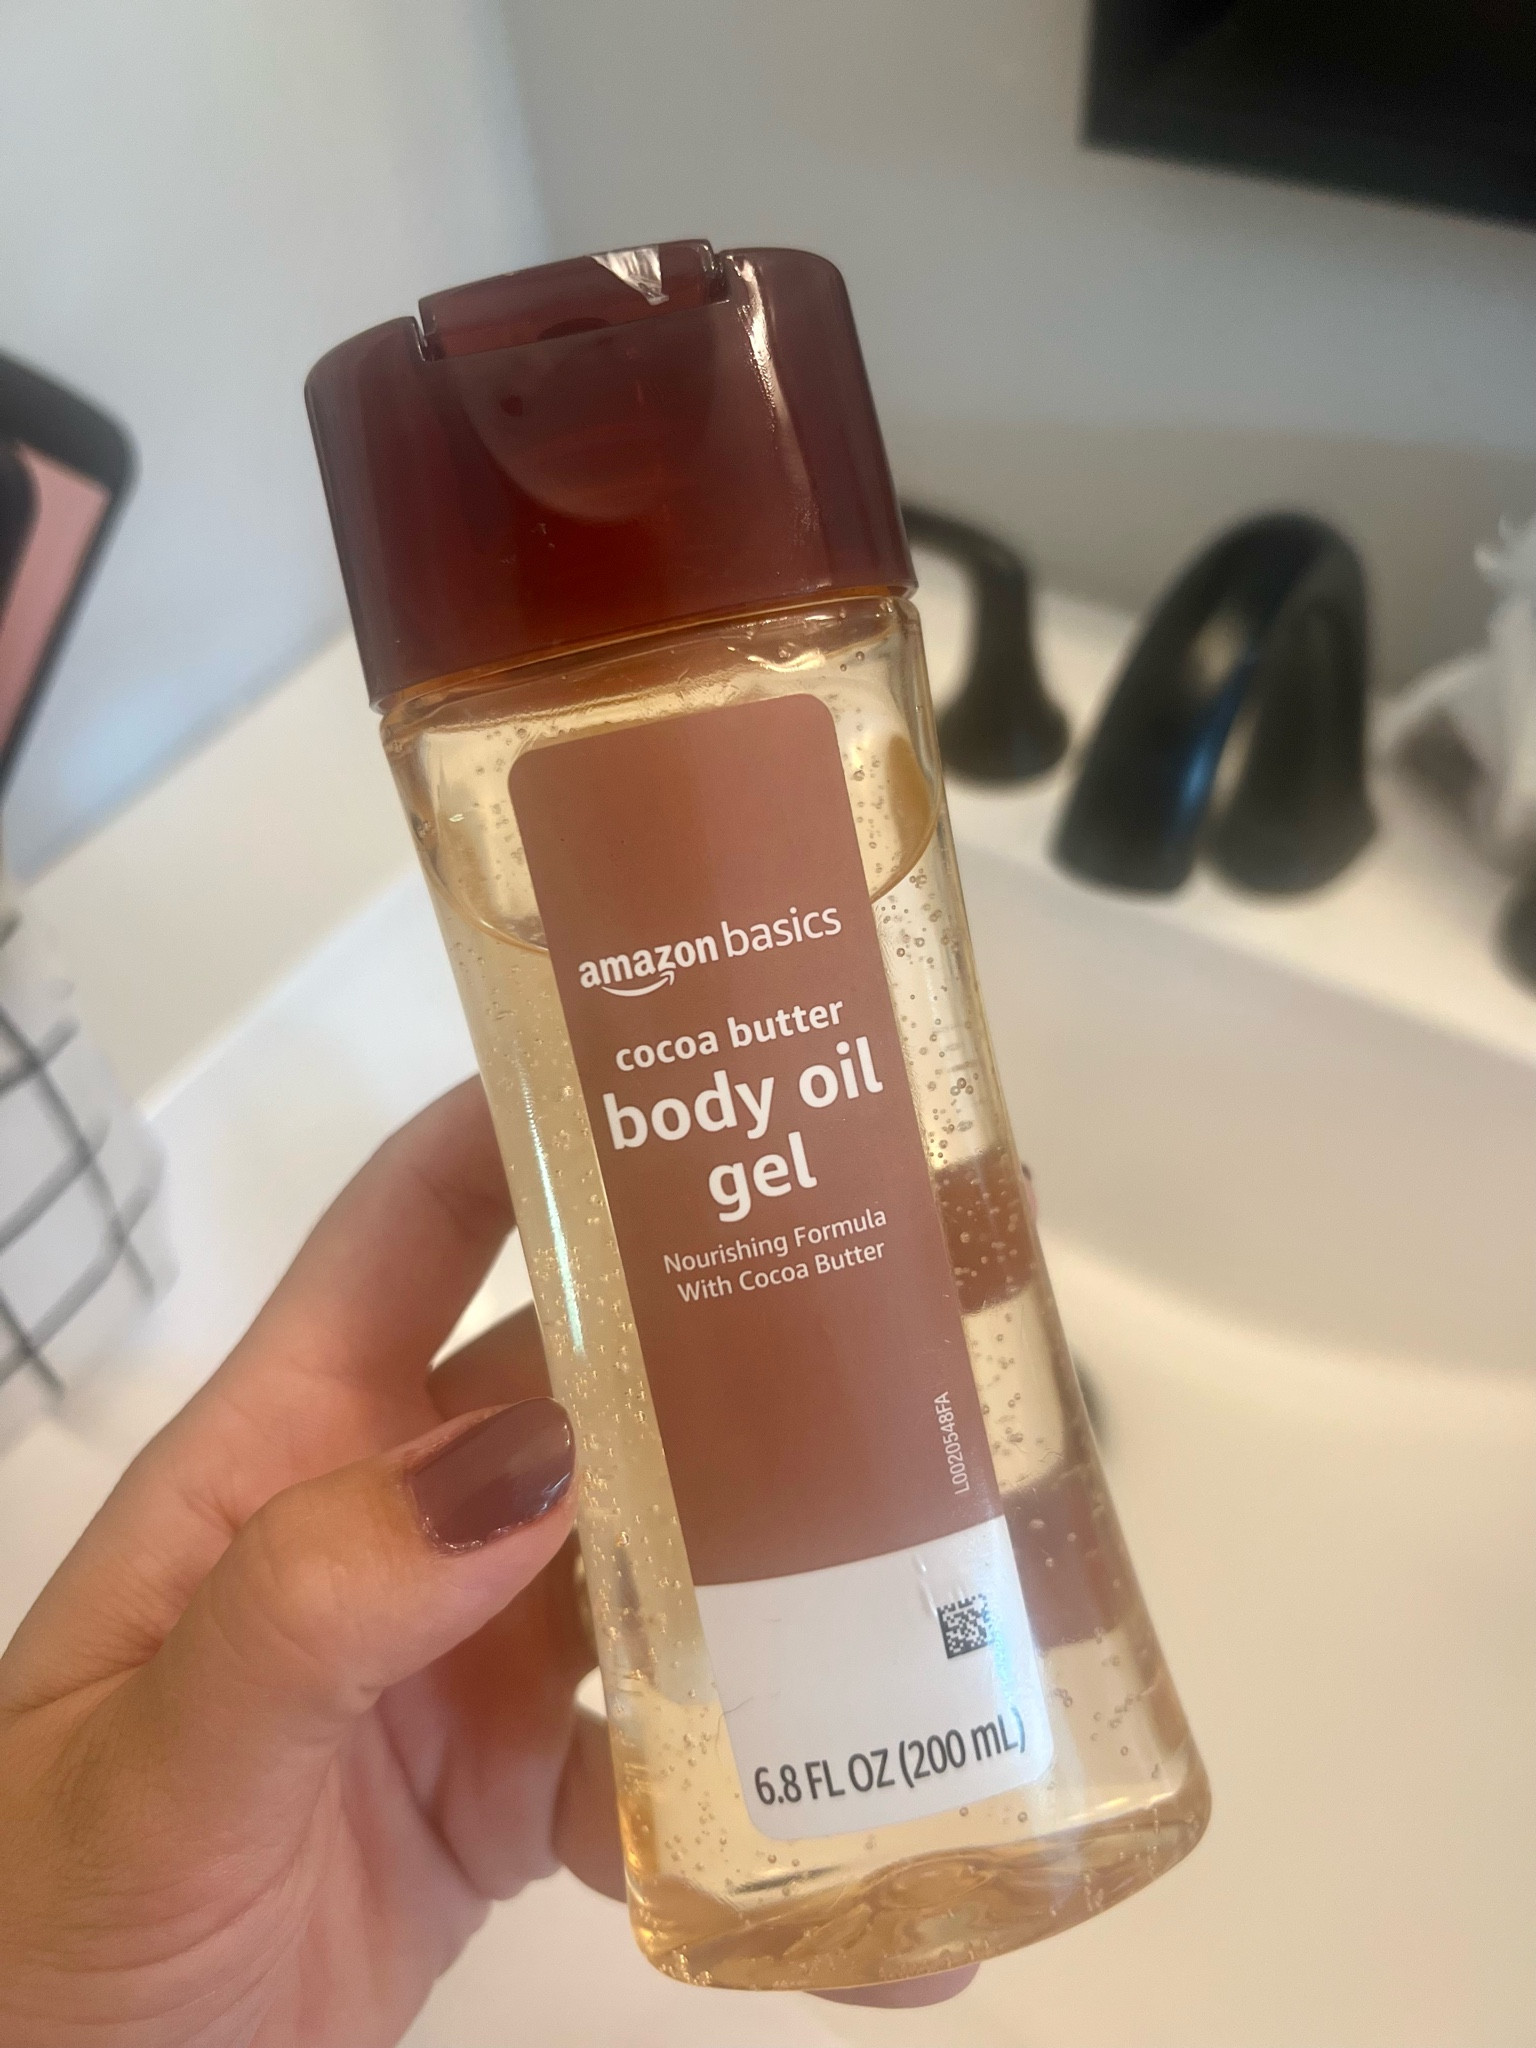 amazon basics
cocoa butter
body oil
gel
Nourishing Formula
With Cocoa Butter
L0020548FA
6.8 FL OZ (200 mL)